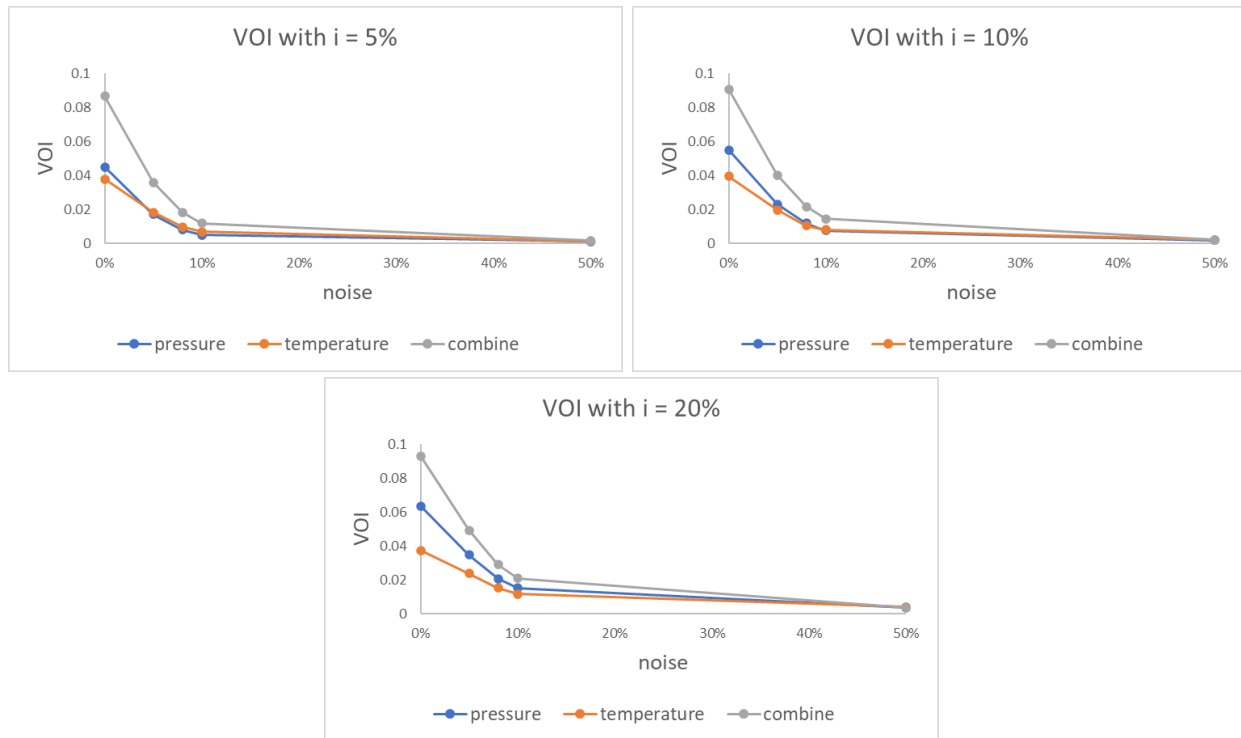 VOI with i = 5%
0.1
0.08
0.06
0.04
0.02
0
VOI
0% 10% 20% 30% 40% 50%
noise
pressure temperature combine
VOI with i = 10%
0.1
0.08
0.06
0.04
0.02
0
VOI
0% 10% 20% 30% 40% 50%
noise
pressure temperature combine
VOI with i = 20%
0.1
0.08
0.06
0.04
0.02
0
VOI
0% 10% 20% 30% 40% 50%
noise
pressure temperature combine